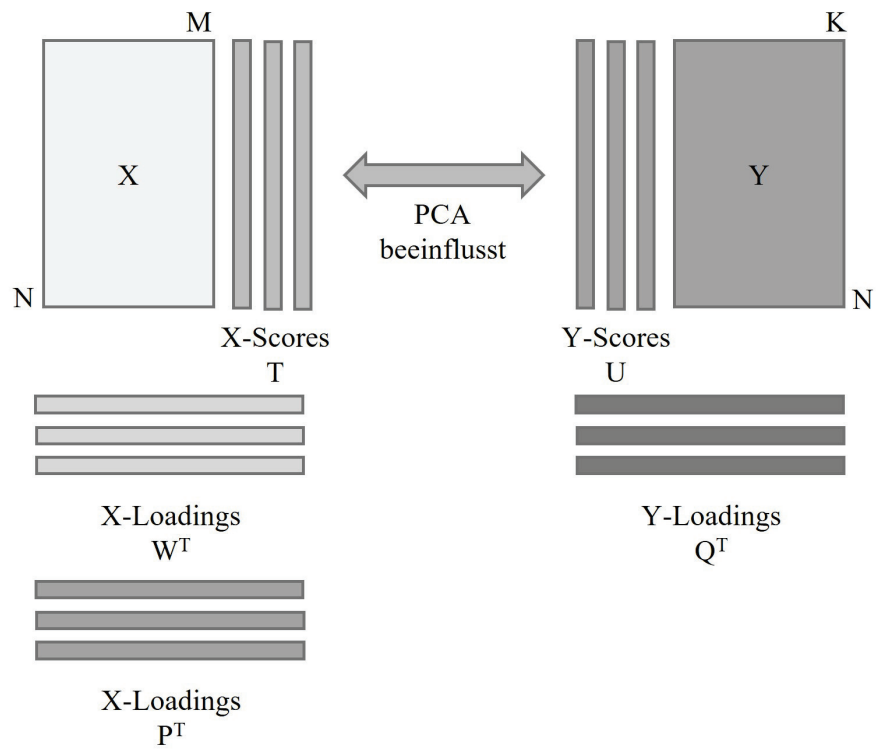 M
K
X
Y
PCA
beeinflusst
N
N
X-Scores
T
Y-Scores
U
X-Loadings
Wᵀ
Y-Loadings
Qᵀ
X-Loadings
Pᵀ